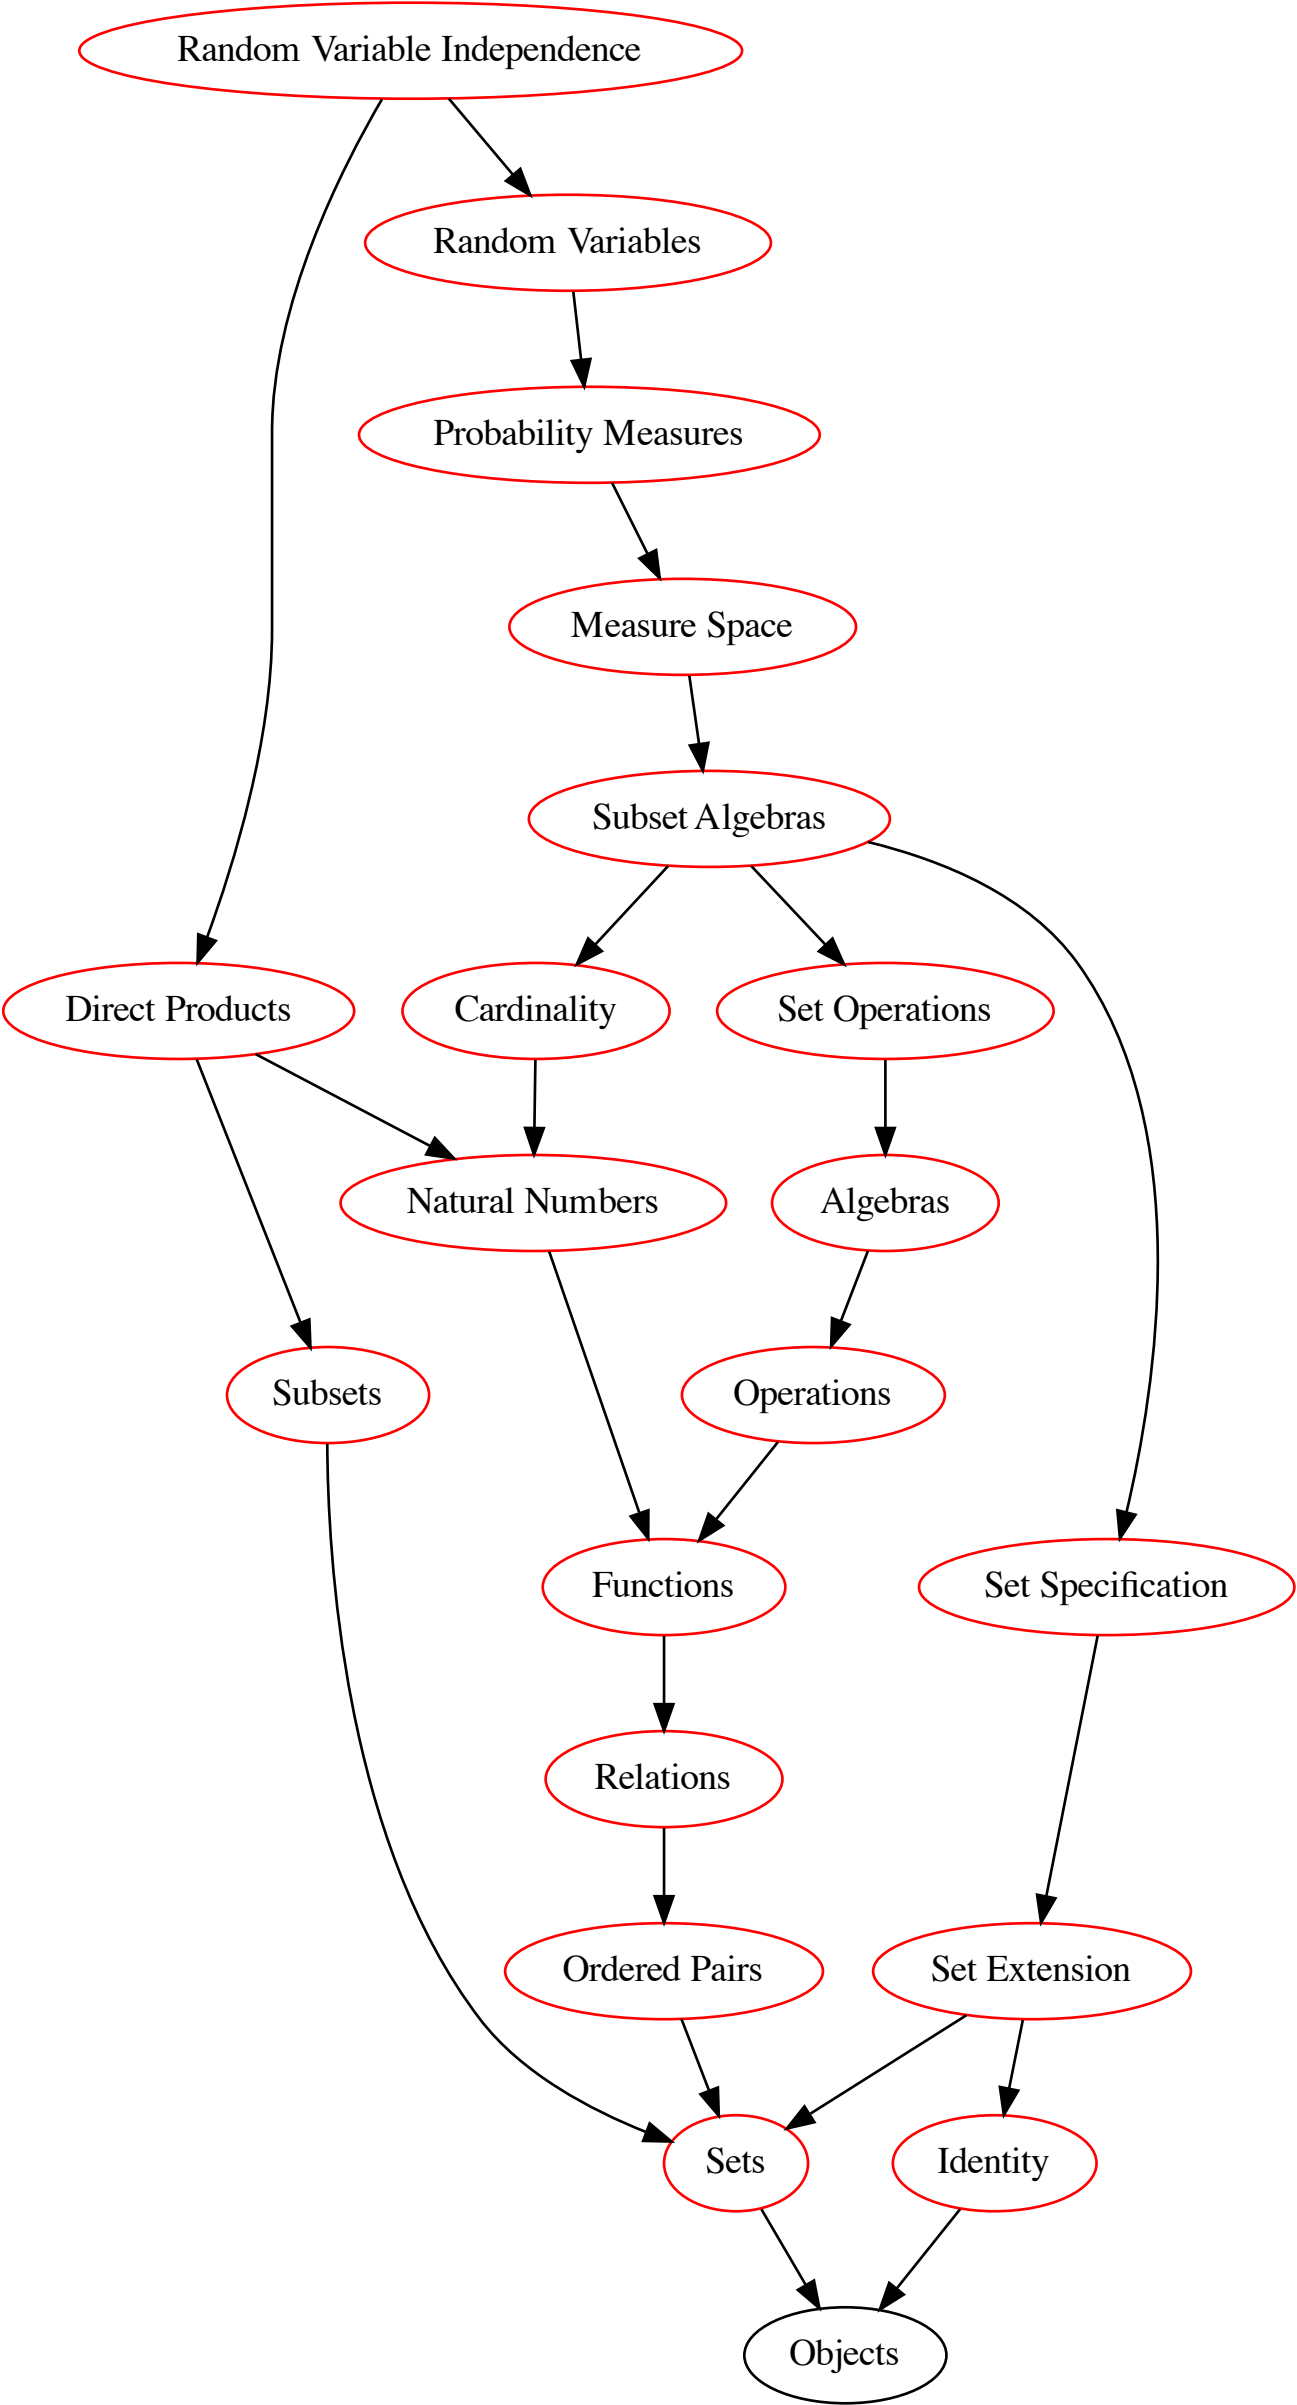 Random Variable Independence
Random Variables
Probability Measures
Measure Space
Subset Algebras
Direct Products
Cardinality
Set Operations
Natural Numbers
Algebras
Subsets
Operations
Functions
Set Specification
Relations
Ordered Pairs
Set Extension
Sets
Identity
Objects